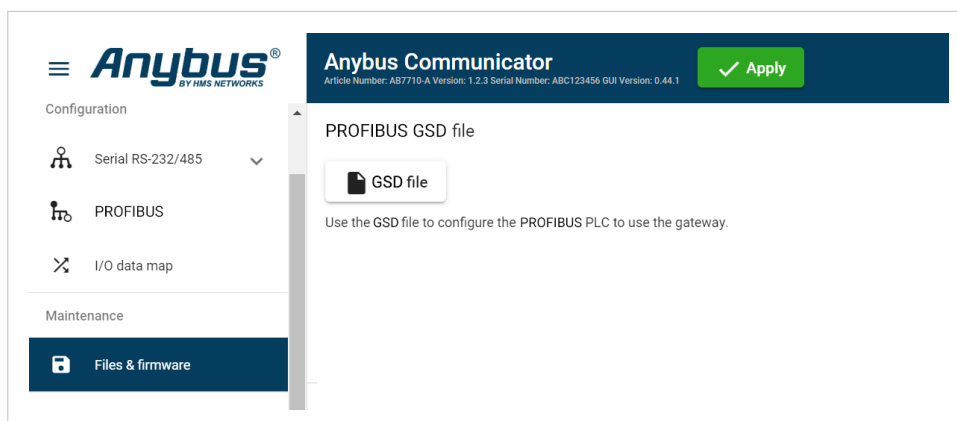 Anybus®
BY HMS NETWORKS
Configuration
Serial RS-232/485
PROFIBUS
I/O data map
Maintenance
Files & firmware
Anybus Communicator
Article Number: AB7710-A Version: 1.2.3 Serial Number: ABC123456 GUI Version: 0.44.1
Apply
PROFIBUS GSD file
GSD file
Use the GSD file to configure the PROFIBUS PLC to use the gateway.